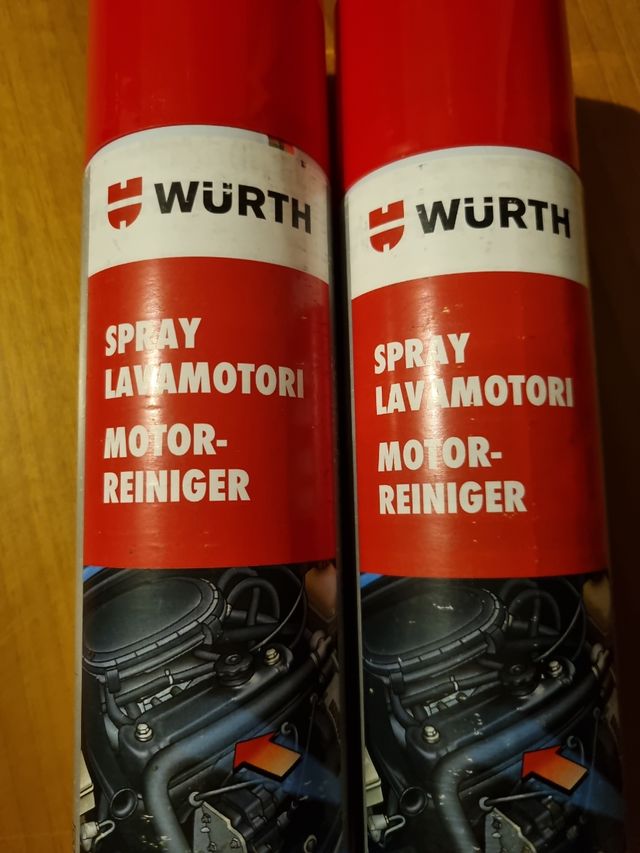 WÜRTH
SPRAY
LAVAMOTORI
MOTOR-
REINIGER
WÜRTH
SPRAY
LAVAMOTORI
MOTOR-
REINIGER